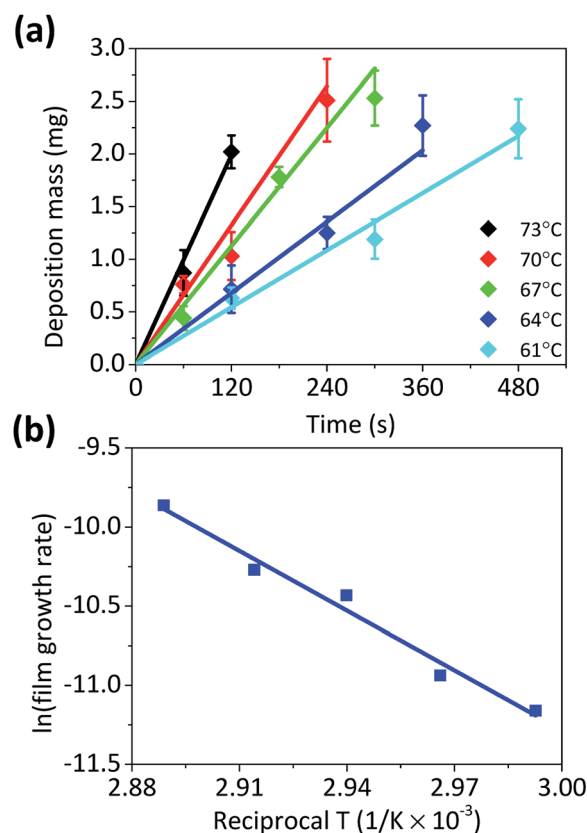 (a)
3.0
2.5
2.0
1.5
1.0
0.5
0.0
Deposition mass (mg)
73°C
70°C
67°C
64°C
61°C
0 120 240 360 480
Time (s)
(b)
-9.5
-10.0
-10.5
-11.0
-11.5
ln(film growth rate)
2.88 2.91 2.94 2.97 3.00
Reciprocal T (1/K × 10⁻³)